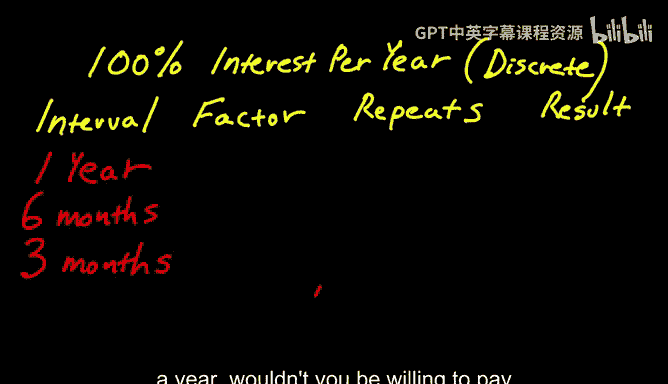 GPT中英字幕课程资源 bilibili
100% Interest Per Year (Discrete)
Interval Factor Repeats Result
1 Year
6 months
3 months
a year, wouldn't you be willing to pay